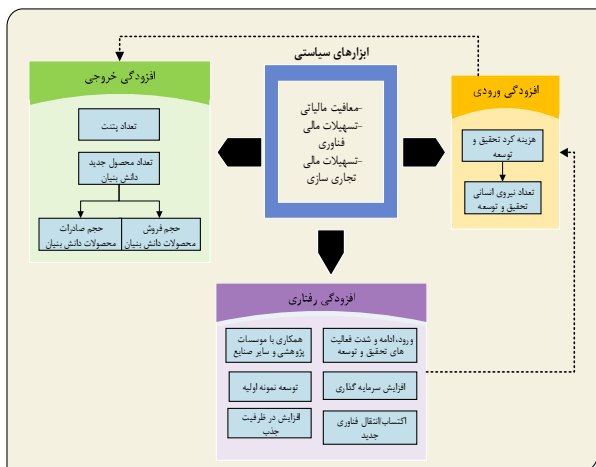 ابزارهای سیاستی
-معافیت مالیاتی
-تسهیلات مالی
فناوری
-تسهیلات مالی
تجاری سازی
افزودگی ورودی
هزینه کرد تحقیق و
توسعه
تعداد نیروی انسانی
تحقیق و توسعه
افزودگی خروجی
تعداد پتنت
تعداد محصول جدید
دانش بنیان
حجم فروش
محصولات دانش بنیان
حجم صادرات
محصولات دانش بنیان
افزودگی رفتاری
ورود،ادامه و شدت فعالیت
های تحقیق و توسعه
همکاری با موسسات
پژوهشی و سایر صنایع
افزایش سرمایه گذاری
توسعه نمونه اولیه
اکتساب/انتقال فناوری
جدید
افزایش در ظرفیت
جذب